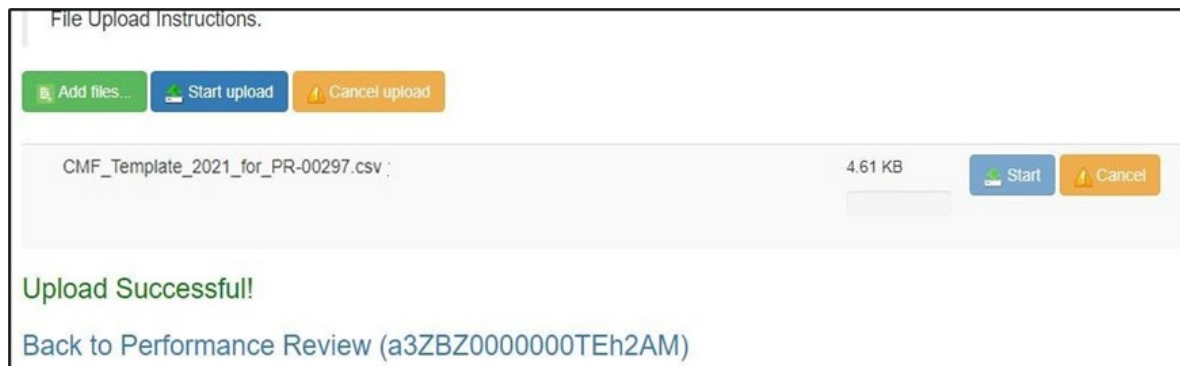 File Upload Instructions.
Add files... Start upload Cancel upload
CMF_Template_2021_for_PR-00297.csv : 4.61 KB Start Cancel
Upload Successful!
Back to Performance Review (a3ZBZ0000000TEh2AM)